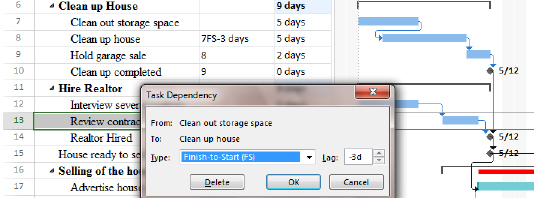 6 Clean up House 9 days
7 Clean out storage space 5 days
8 Clean up house 7FS-3 days 5 days
9 Hold garage sale 8 2 days
10 Clean up completed 9 0 days 5/12
11 Hire Realtor
Task Dependency
From: Clean out storage space
To: Clean up house
Type: Finish-to-Start (FS) Lag: -3d
Delete OK Cancel
12 Interview sever
13 Review contrac
14 Realtor Hired 5/12
15 House ready to se 5/12
16 Selling of the hou
17 Advertise hous